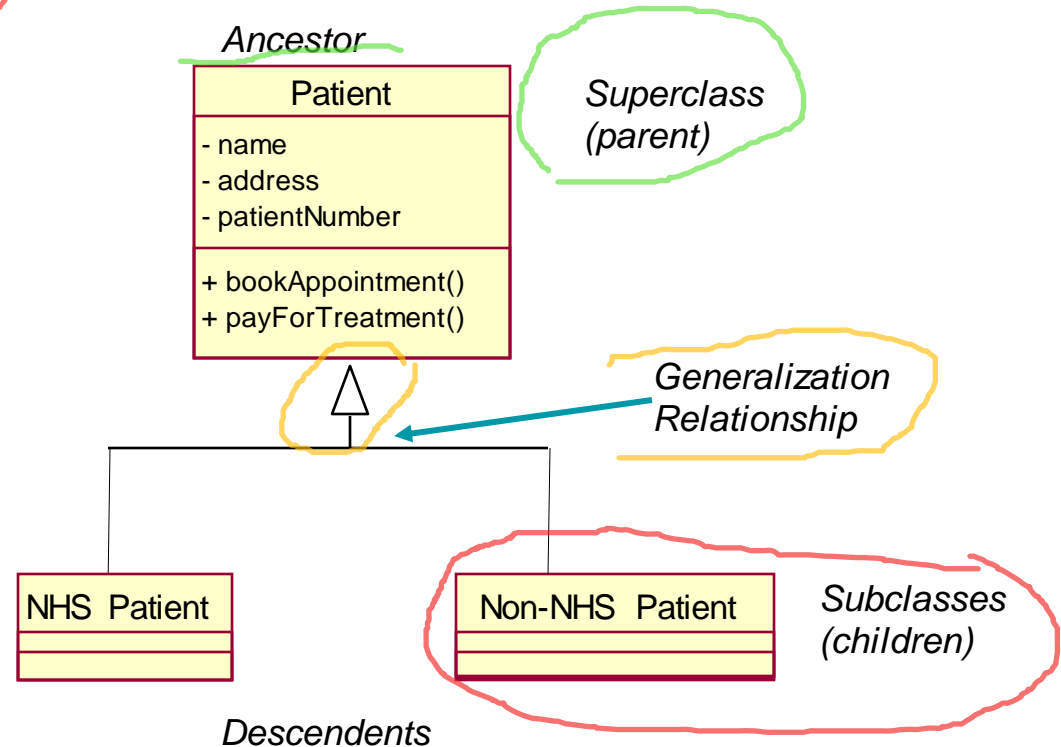 Ancestor
Patient
- name
- address
- patientNumber
+ bookAppointment()
+ payForTreatment()
Superclass
(parent)
Generalization
Relationship
NHS Patient
Non-NHS Patient
Subclasses
(children)
Descendents